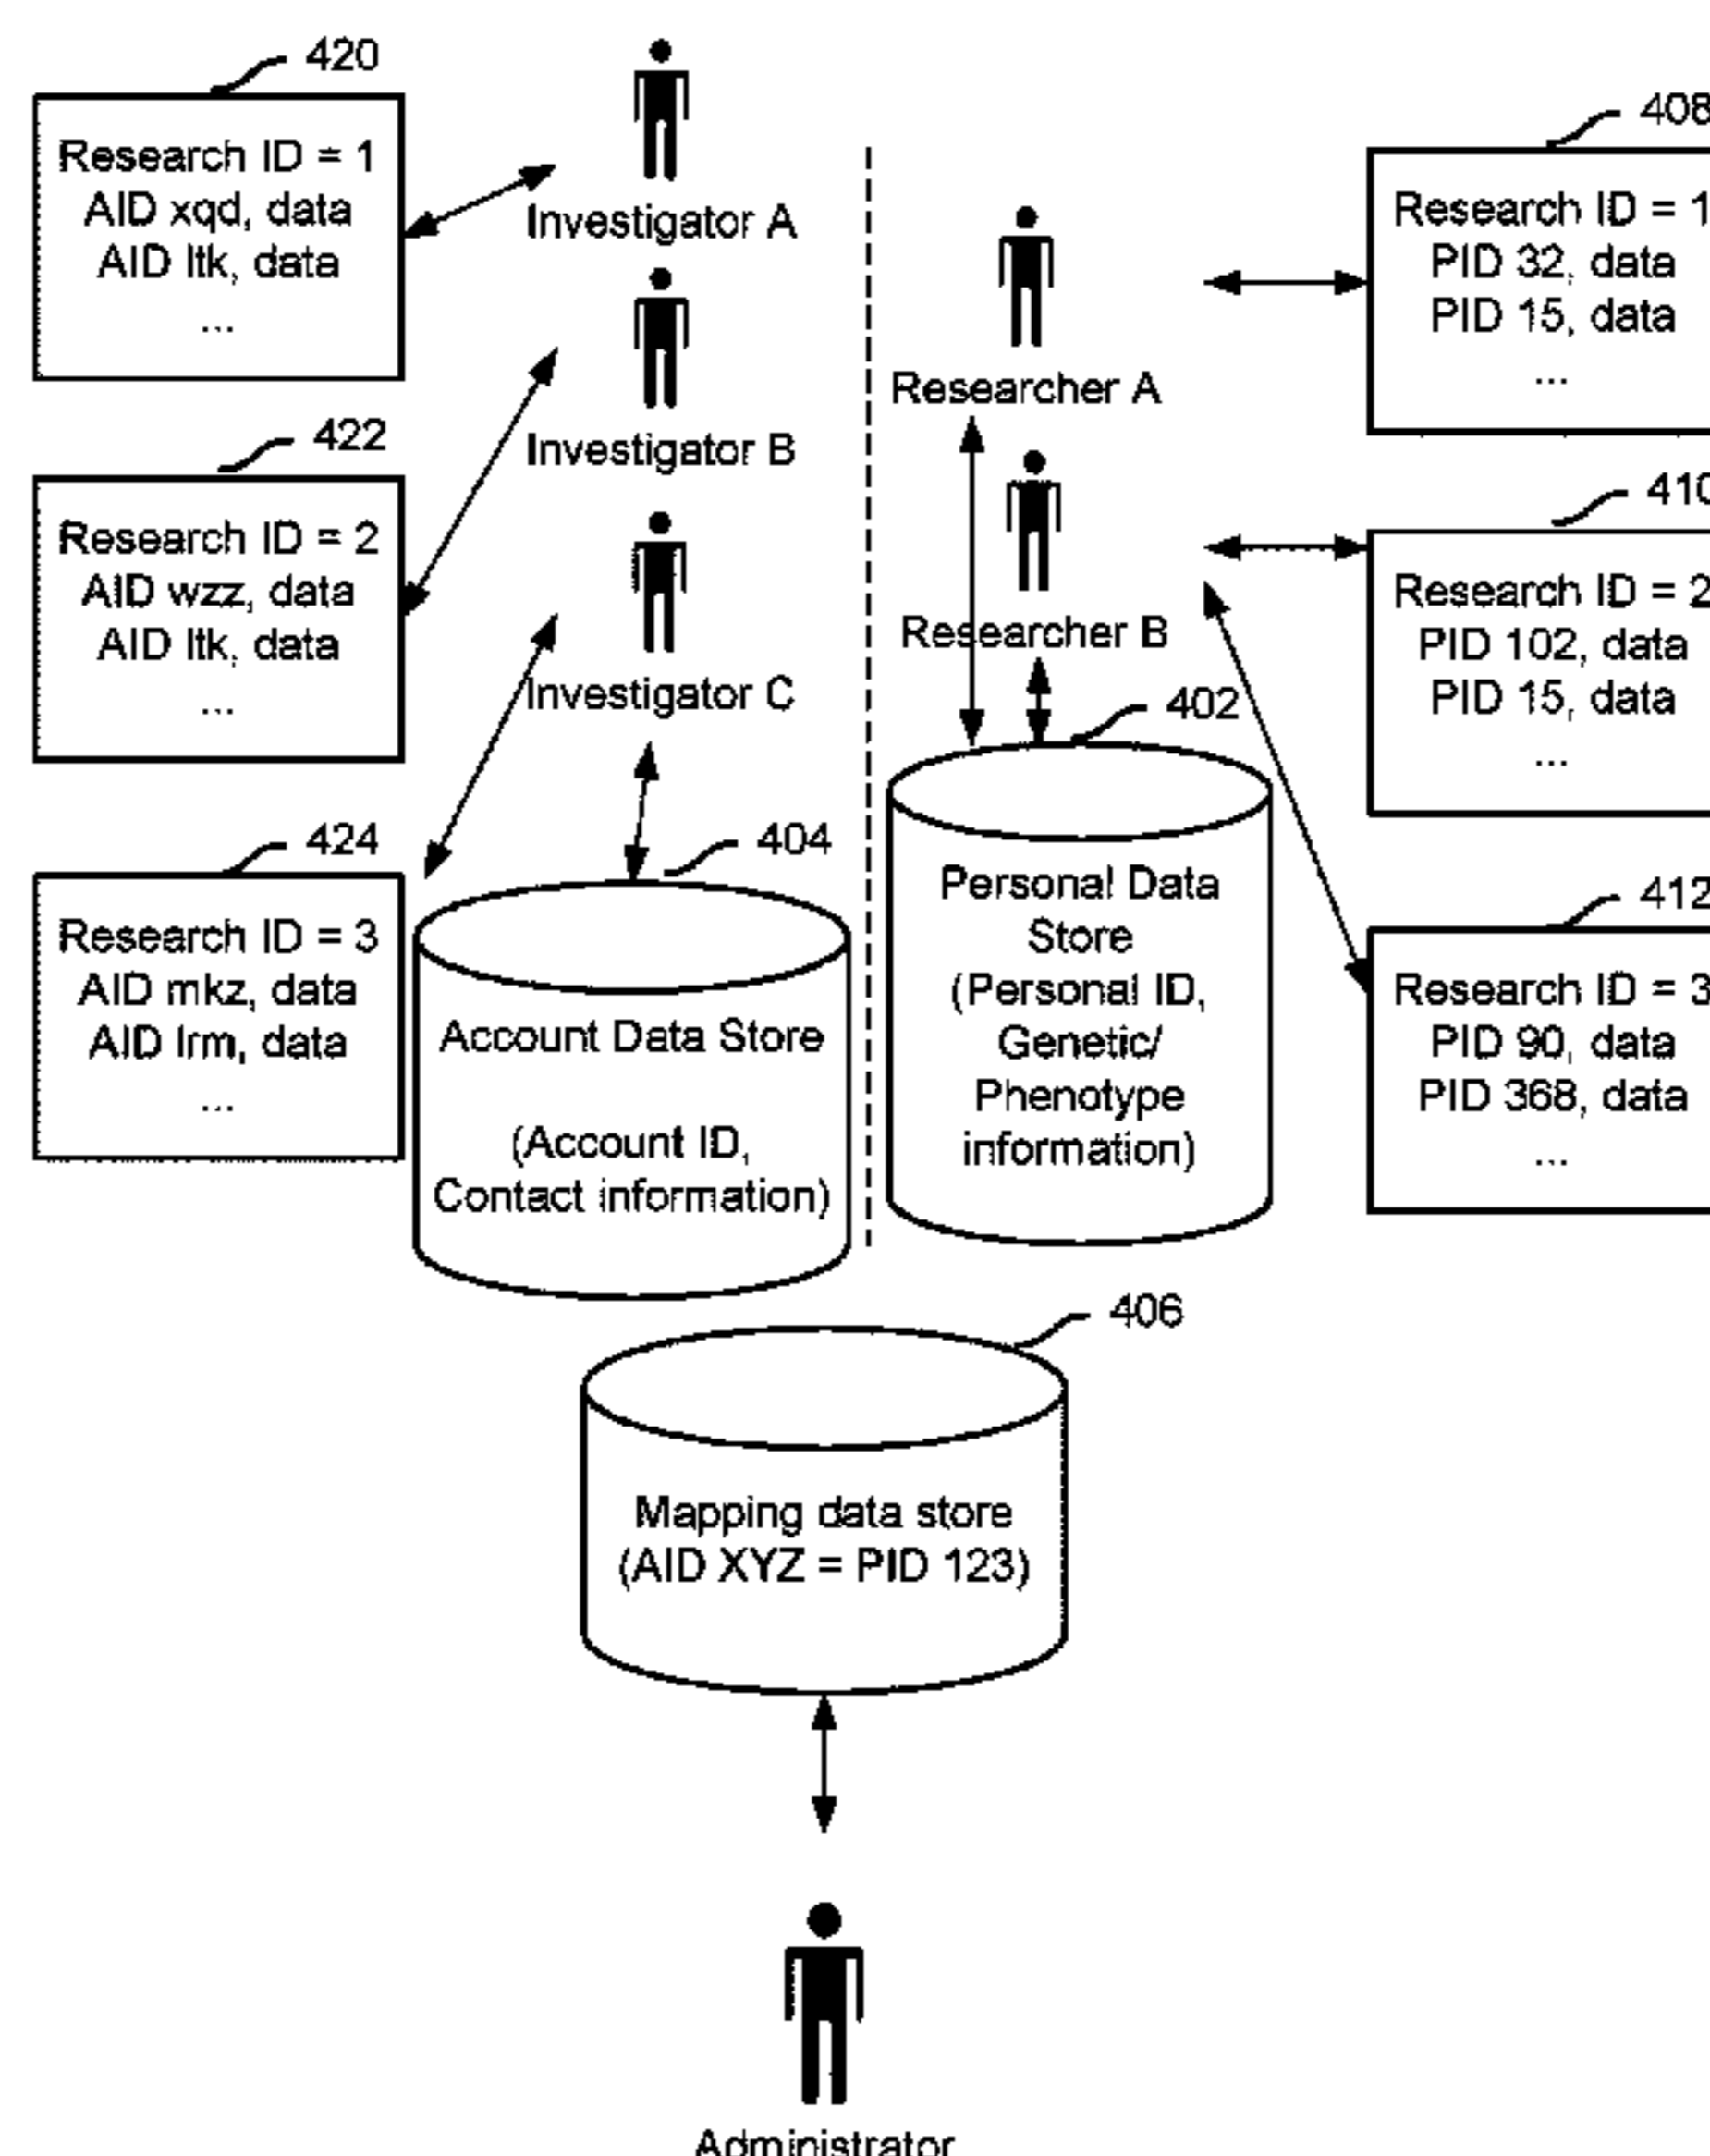 420
Research ID = 1
AID xqd, data
AID ltk, data
...
422
Research ID = 2
AID wzz, data
AID ltk, data
...
424
Research ID = 3
AID mkz, data
AID lrm, data
...
Investigator A
Investigator B
Investigator C
404
Account Data Store
(Account ID,
Contact information)
Researcher A
Researcher B
402
Personal Data
Store
(Personal ID,
Genetic/
Phenotype
information)
408
Research ID = 1
PID 32, data
PID 15, data
...
410
Research ID = 2
PID 102, data
PID 15, data
...
412
Research ID = 3
PID 90, data
PID 368, data
...
406
Mapping data store
(AID XYZ = PID 123)
Administrator